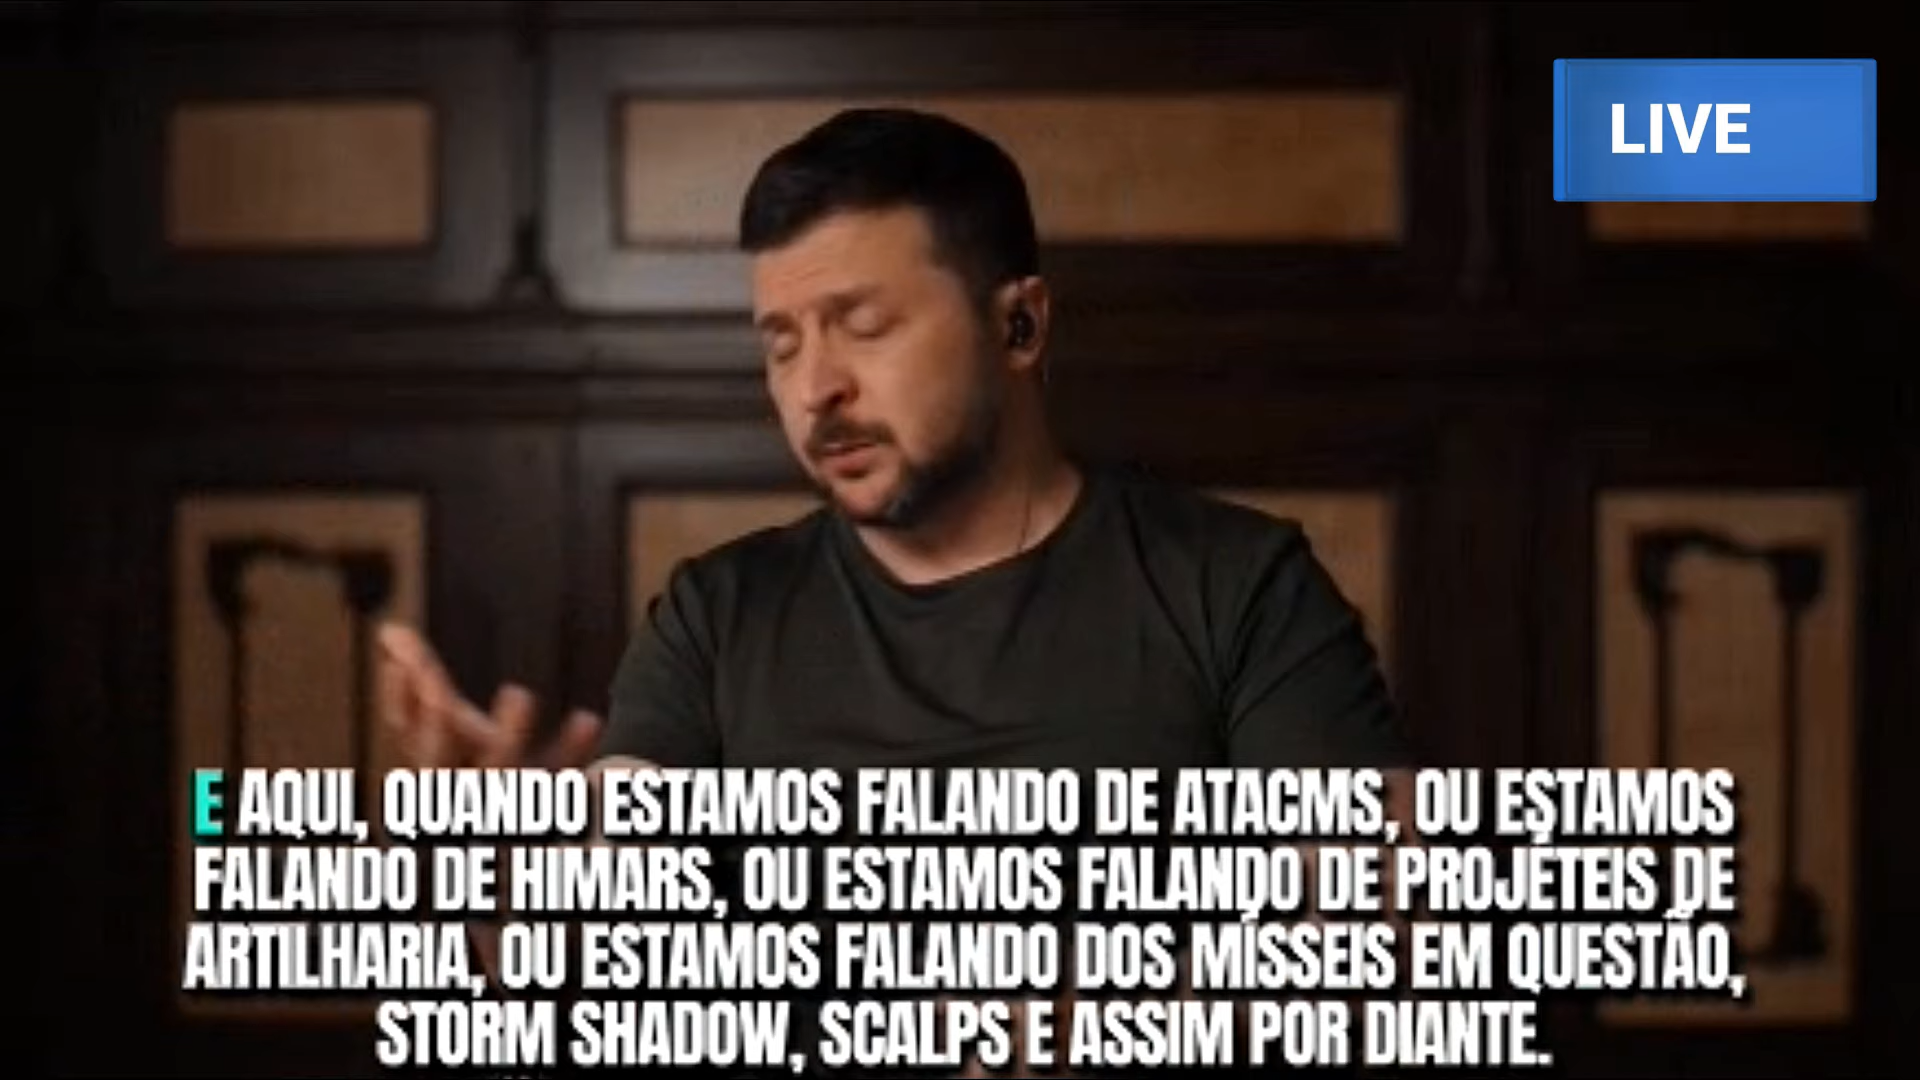 LIVE
E AQUI, QUANDO ESTAMOS FALANDO DE ATACMS, OU ESTAMOS
FALANDO DE HIMARS, OU ESTAMOS FALANDO DE PROJÉTEIS DE
ARTILHARIA, OU ESTAMOS FALANDO DOS MÍSSEIS EM QUESTÃO,
STORM SHADOW, SCALPS E ASSIM POR DIANTE.